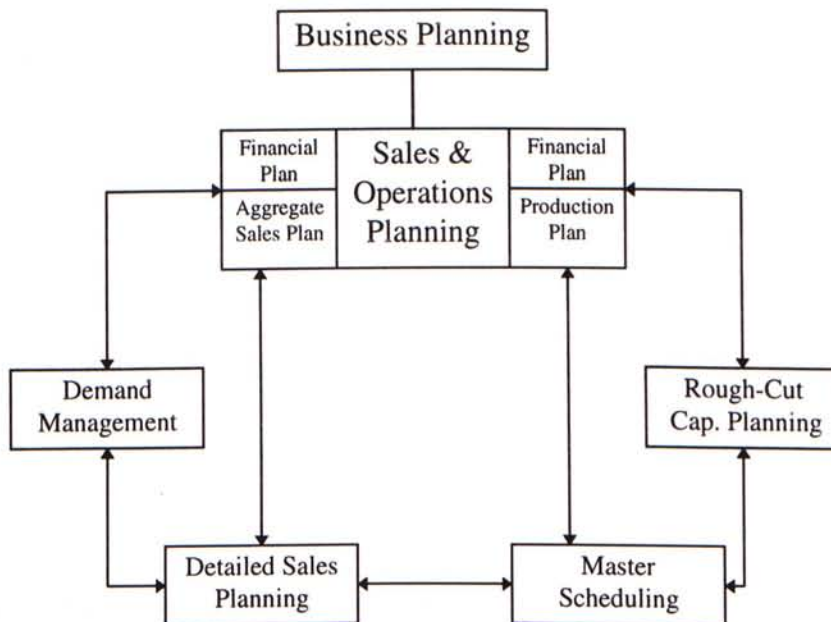 Business Planning
Financial
Plan
Aggregate
Sales Plan
Sales &
Operations
Planning
Financial
Plan
Production
Plan
Demand
Management
Rough-Cut
Cap. Planning
Detailed Sales
Planning
Master
Scheduling